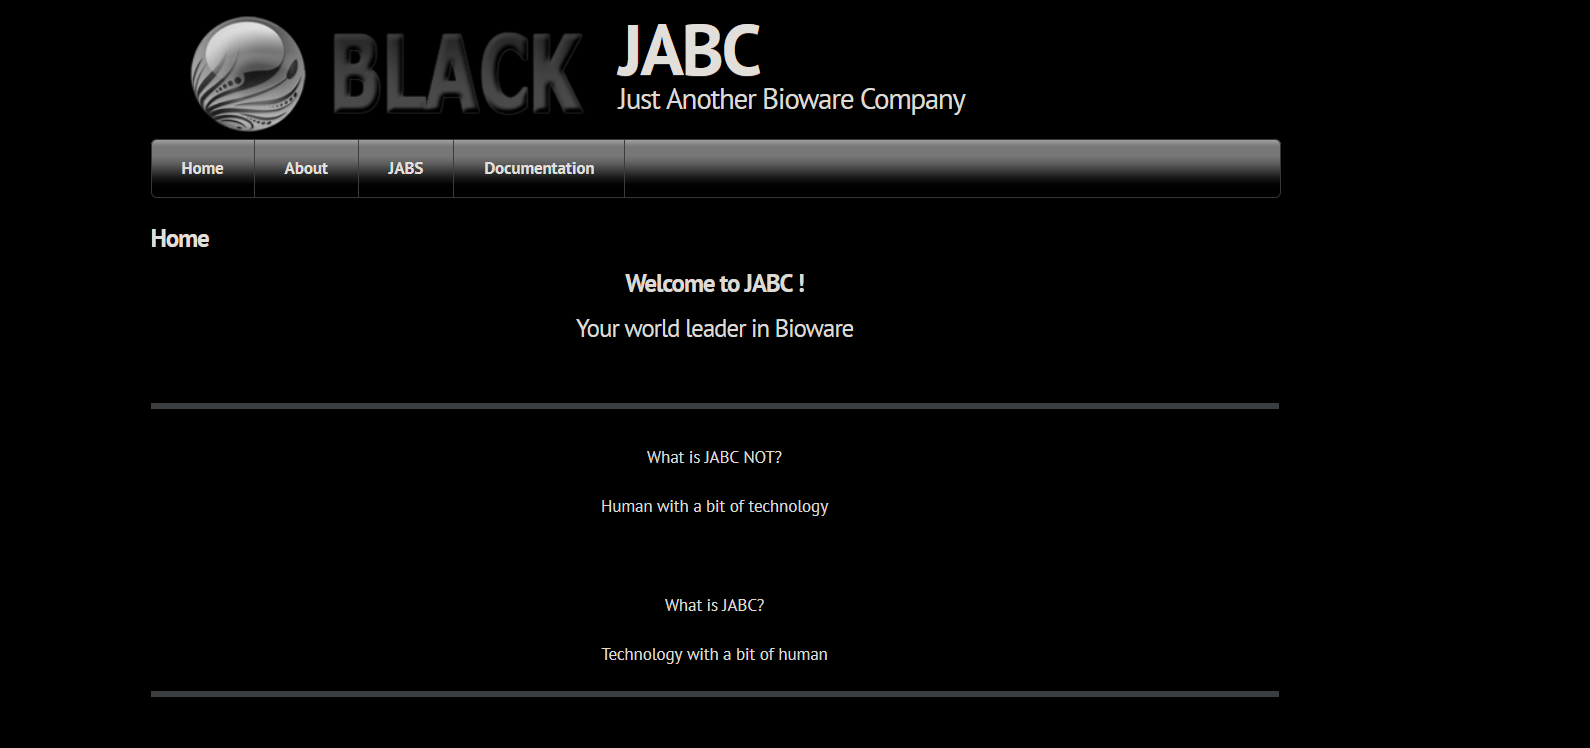 BLACK
JABC
Just Another Bioware Company
Home About JABS Documentation
Home
Welcome to JABC !
Your world leader in Bioware
What is JABC NOT?
Human with a bit of technology
What is JABC?
Technology with a bit of human